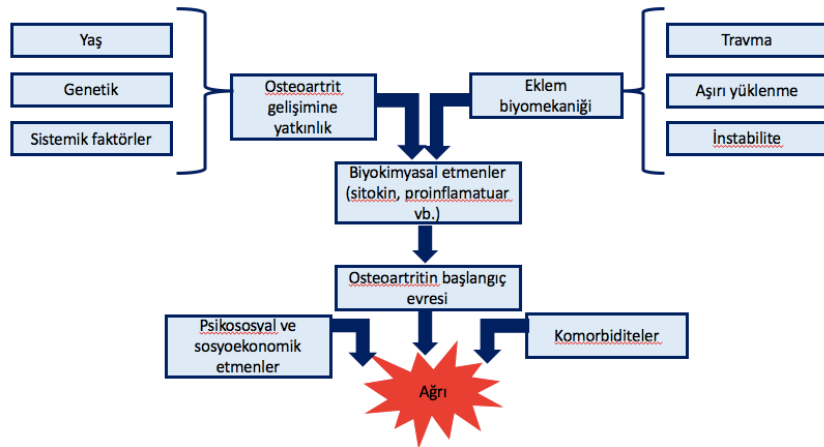 Yaş
Genetik
Sistemik faktörler
Osteoartrit
gelişimine
yatkınlık
Eklem
biyomekaniği
Travma
Aşırı yüklenme
İnstabilite
Biyokimyasal etmenler
(sitokin, proinflamatuar
vb.)
Osteoartritin başlangıç
evresi
Psikososyal ve
sosyoekonomik
etmenler
Komorbiditeler
Ağrı